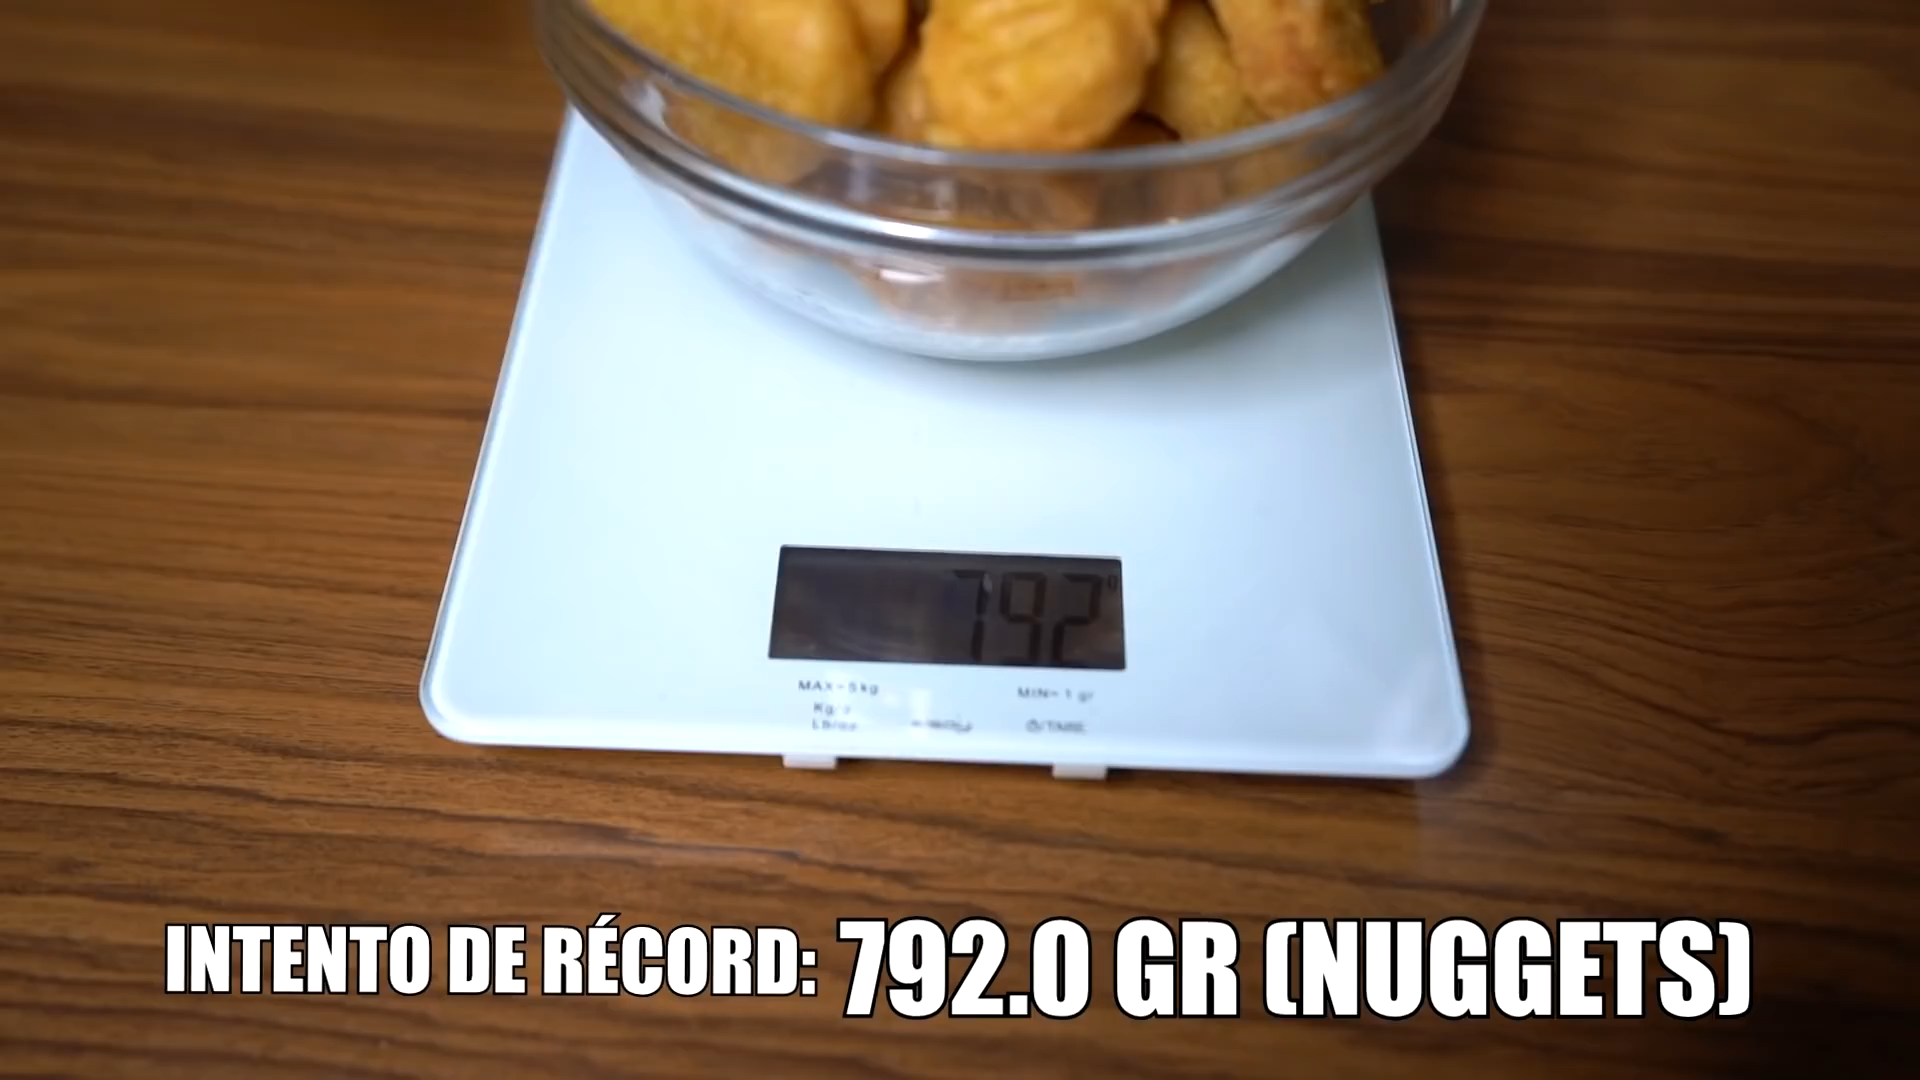 792
MAX=5kg MIN=1 gr
INTENTO DE RÉCORD: 792.0 GR (NUGGETS)